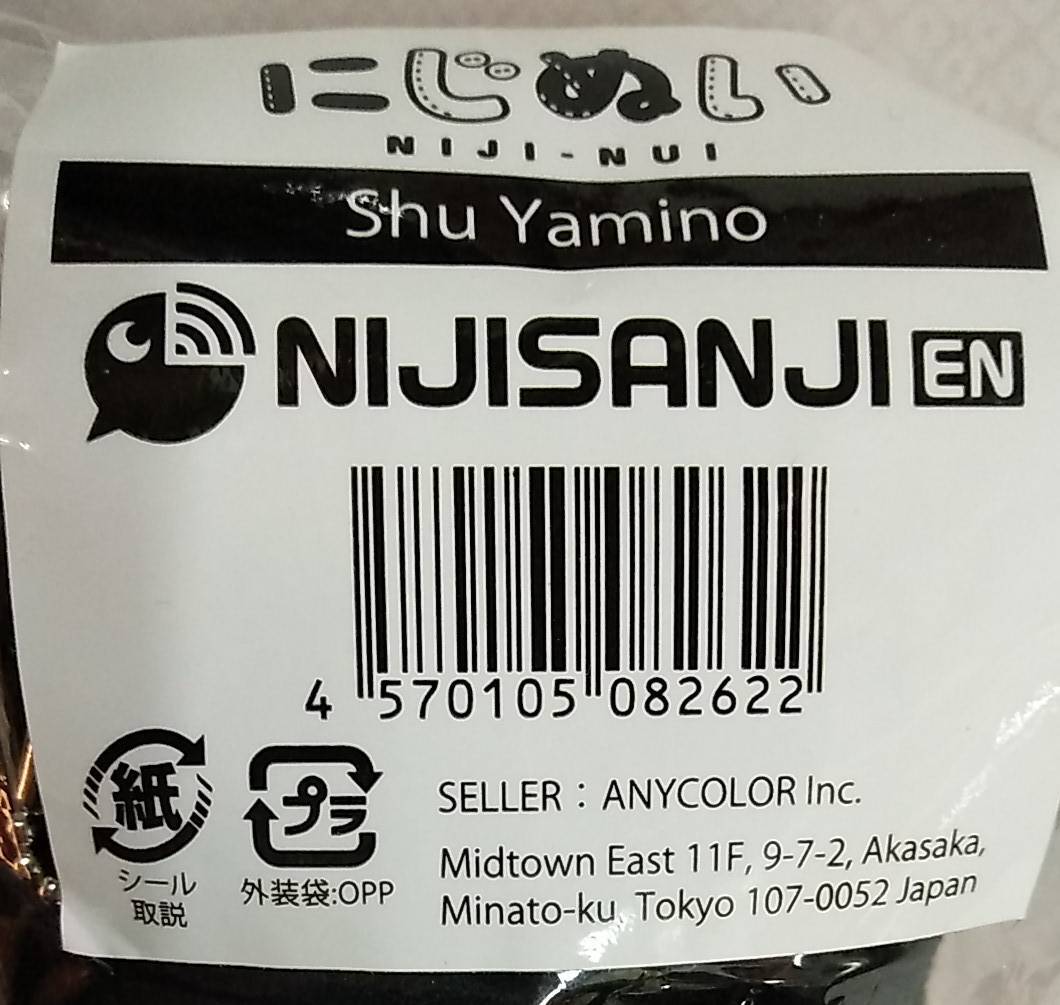 にじぬい
NIJI-NUI
Shu Yamino
NIJISANJI EN
4 570105 082622
紙
シール
取説
プラ
外装袋:OPP
SELLER : ANYCOLOR Inc.
Midtown East 11F, 9-7-2, Akasaka,
Minato-ku, Tokyo 107-0052 Japan